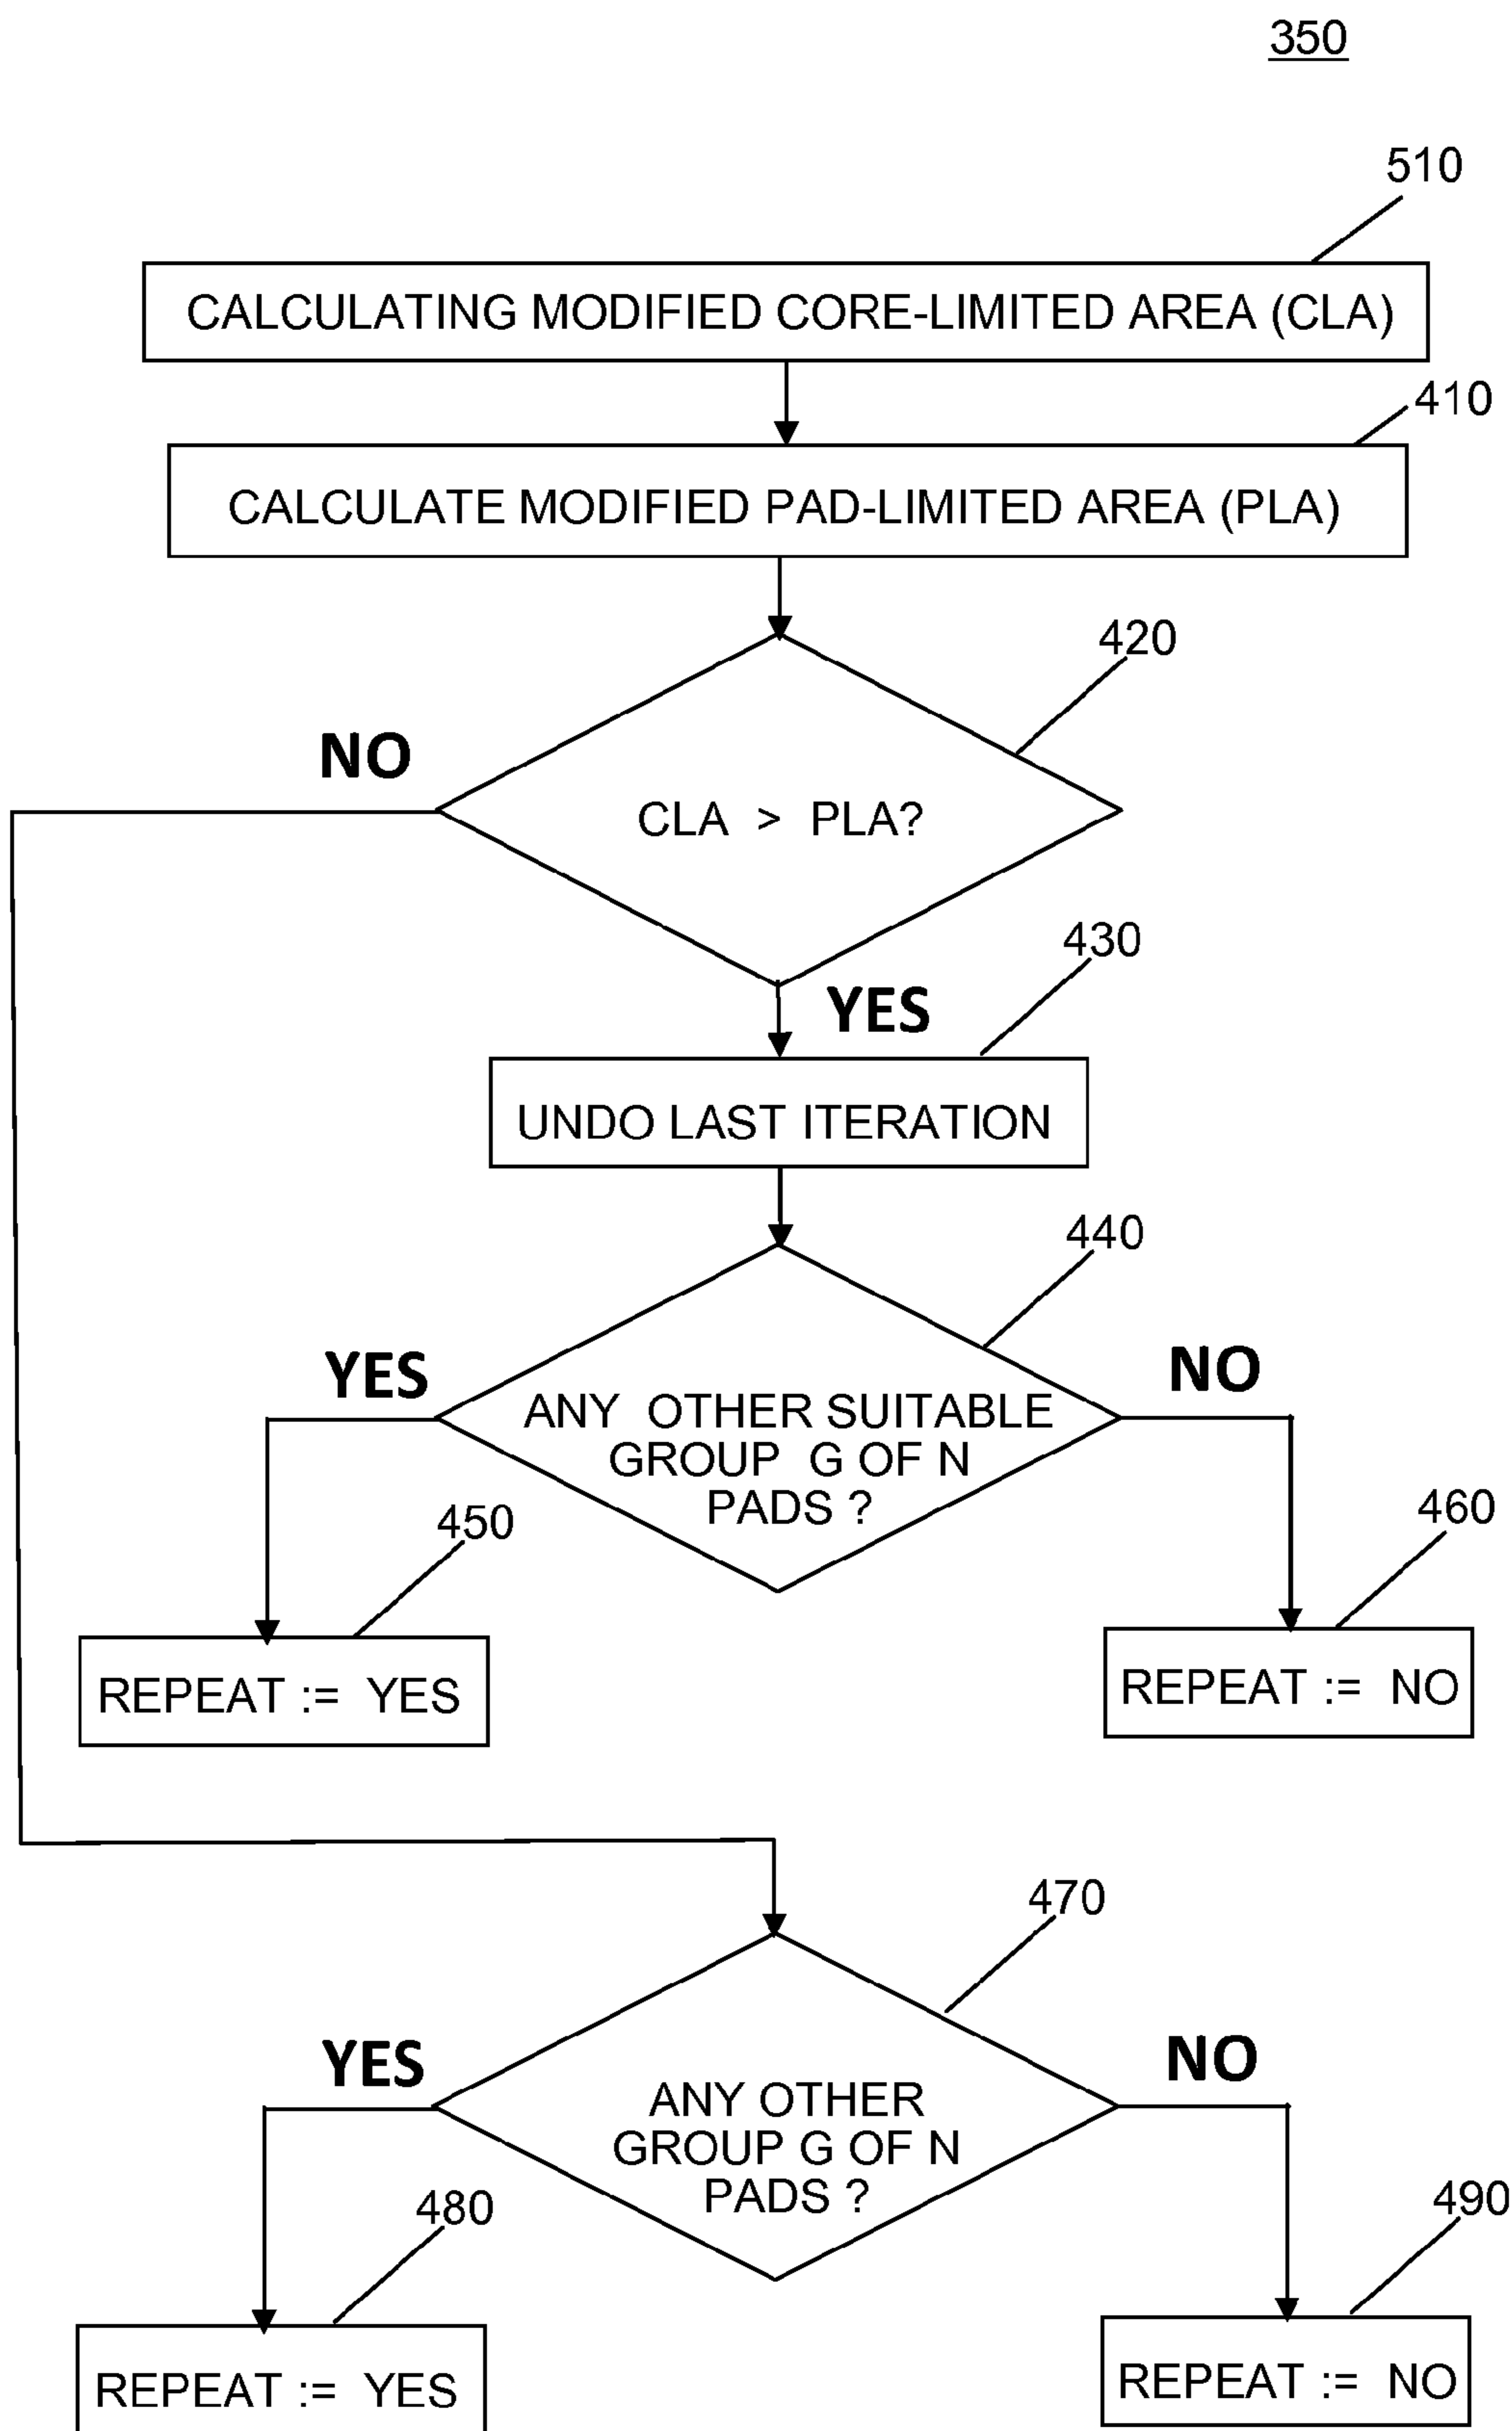 350
510
CALCULATING MODIFIED CORE-LIMITED AREA (CLA)
410
CALCULATE MODIFIED PAD-LIMITED AREA (PLA)
420
NO
CLA > PLA?
430
YES
UNDO LAST ITERATION
440
YES
NO
ANY OTHER SUITABLE
GROUP G OF N
PADS ?
450
460
REPEAT := YES
REPEAT := NO
470
YES
NO
ANY OTHER
GROUP G OF N
PADS ?
480
490
REPEAT := YES
REPEAT := NO